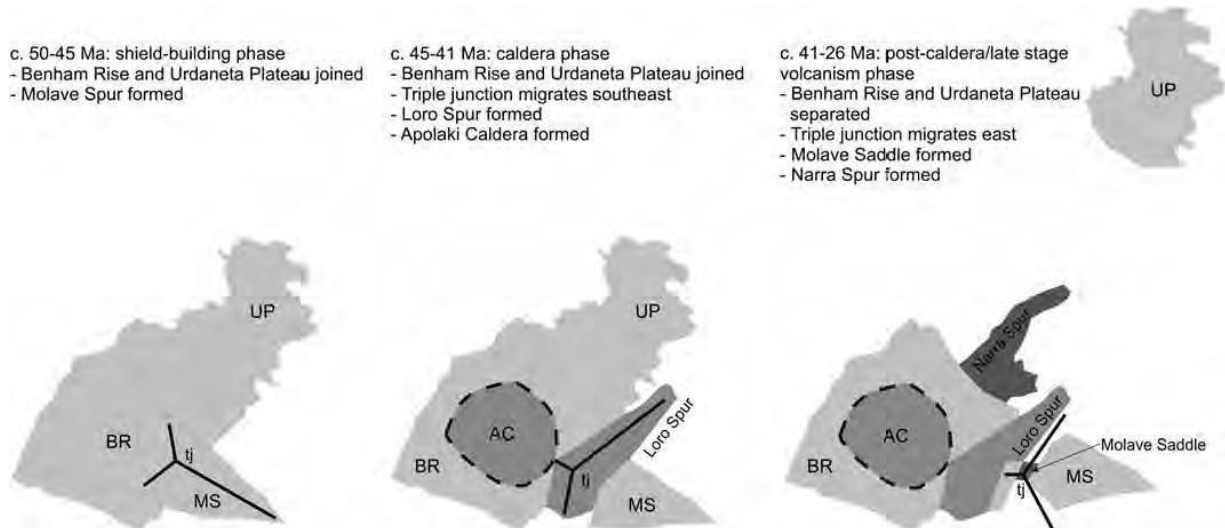 c. 50-45 Ma: shield-building phase
- Benham Rise and Urdaneta Plateau joined
- Molave Spur formed
UP
BR
tj
MS
c. 45-41 Ma: caldera phase
- Benham Rise and Urdaneta Plateau joined
- Triple junction migrates southeast
- Loro Spur formed
- Apolaki Caldera formed
UP
AC
BR
tj
Loro Spur
MS
c. 41-26 Ma: post-caldera/late stage
volcanism phase
- Benham Rise and Urdaneta Plateau
separated
- Triple junction migrates east
- Molave Saddle formed
- Narra Spur formed
UP
Narra Spur
AC
Loro Spur
Molave Saddle
BR
tj
MS